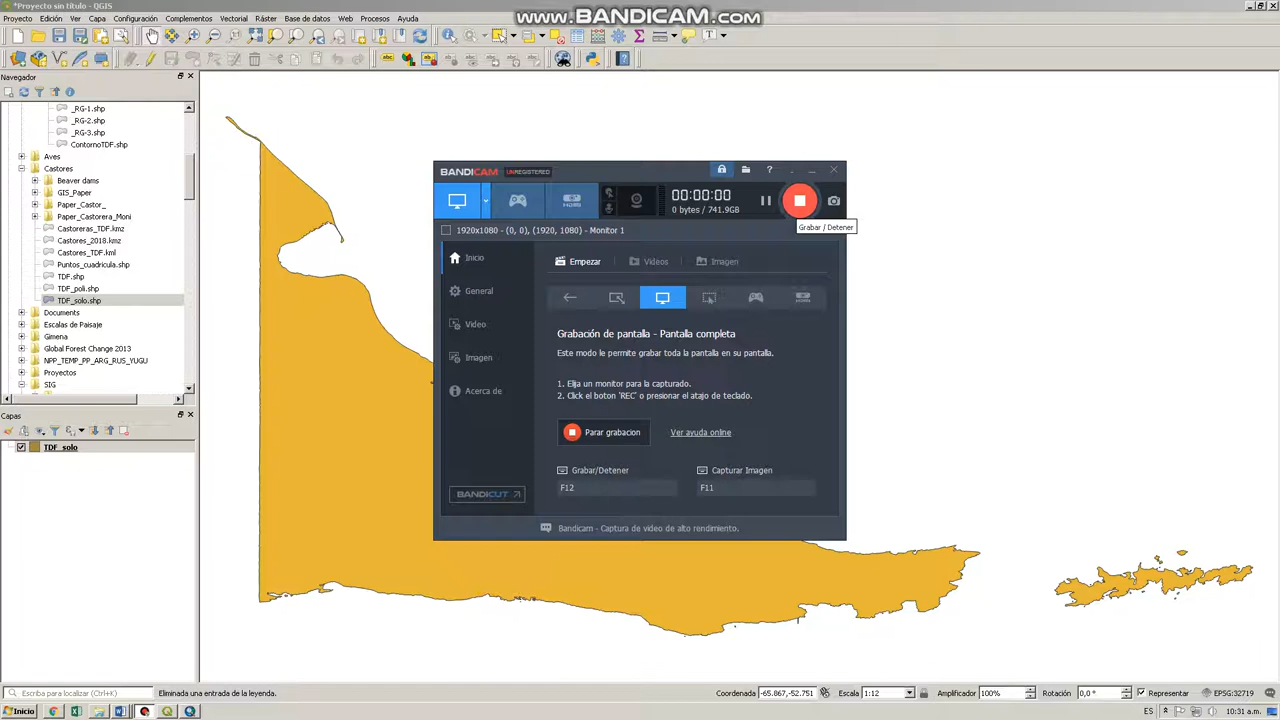 *Proyecto sin título - QGIS
www.BANDICAM.com
Proyecto Edición Ver Capa Configuración Complementos Vectorial Ráster Base de datos Web Procesos Ayuda
Navegador
_RG-1.shp
_RG-2.shp
_RG-3.shp
ContornoTDF.shp
Aves
Castores
Beaver dams
GIS_Paper
Paper_Castor_
Paper_Castorera_Moni
Castoreras_TDF.kmz
Castores_2018.kmz
Castores_TDF.kml
Puntos_cuadricula.shp
TDF.shp
TDF_poli.shp
TDF_solo.shp
Documents
Escalas de Paisaje
Gimena
Global Forest Change 2013
NPP_TEMP_PP_ARG_RUS_YUGU
Proyectos
SIG
Capas
TDF_solo
BANDICAM UNREGISTERED
HDMI
00:00:00
0 bytes / 741.9GB
Grabar / Detener
1920x1080 - (0, 0), (1920, 1080) - Monitor 1
Inicio
General
Video
Imagen
Acerca de
BANDICUT
Empezar Videos Imagen
Grabación de pantalla - Pantalla completa
Este modo le permite grabar toda la pantalla en su pantalla.
1. Elija un monitor para la capturado.
2. Click el boton 'REC' o presionar el atajo de teclado.
Parar grabacion Ver ayuda online
Grabar/Detener Capturar Imagen
F12 F11
Bandicam - Captura de video de alto rendimiento.
Escriba para localizar (Ctrl+K) Eliminada una entrada de la leyenda. Coordenada -65.867,-52.751 Escala 1:12 Amplificador 100% Rotación 0,0 ° Representar EPSG:32719
Inicio ES 10:31 a.m.